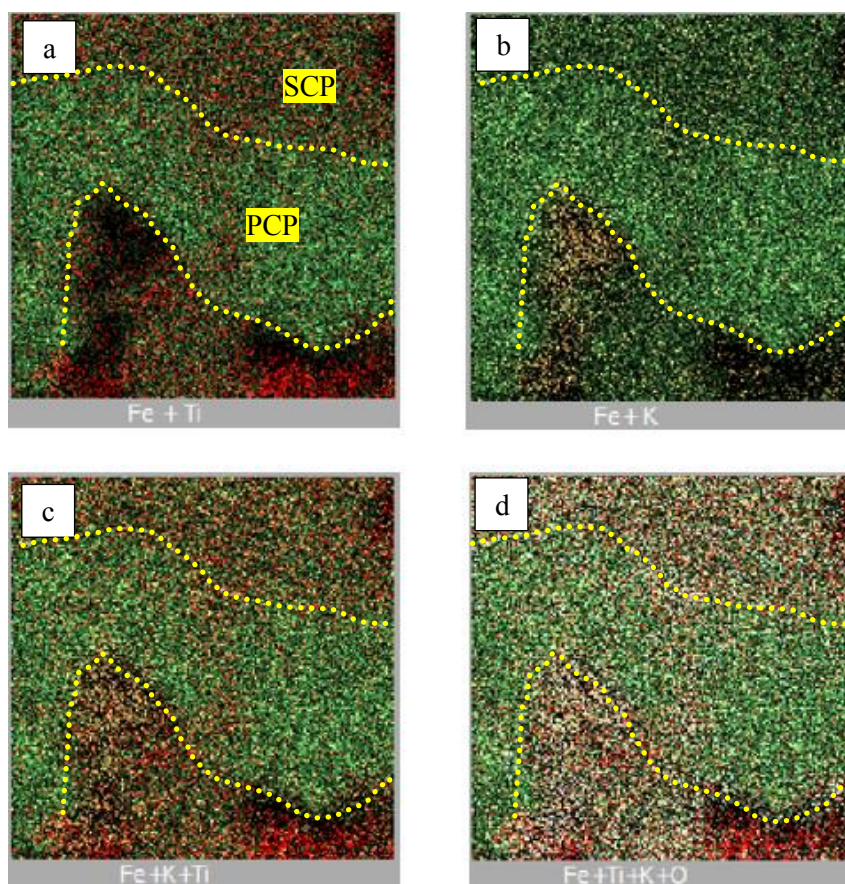 a
b
SCP
PCP
Fe + Ti
Fe + K
c
d
Fe+K+Ti
Fe+Ti+K+O